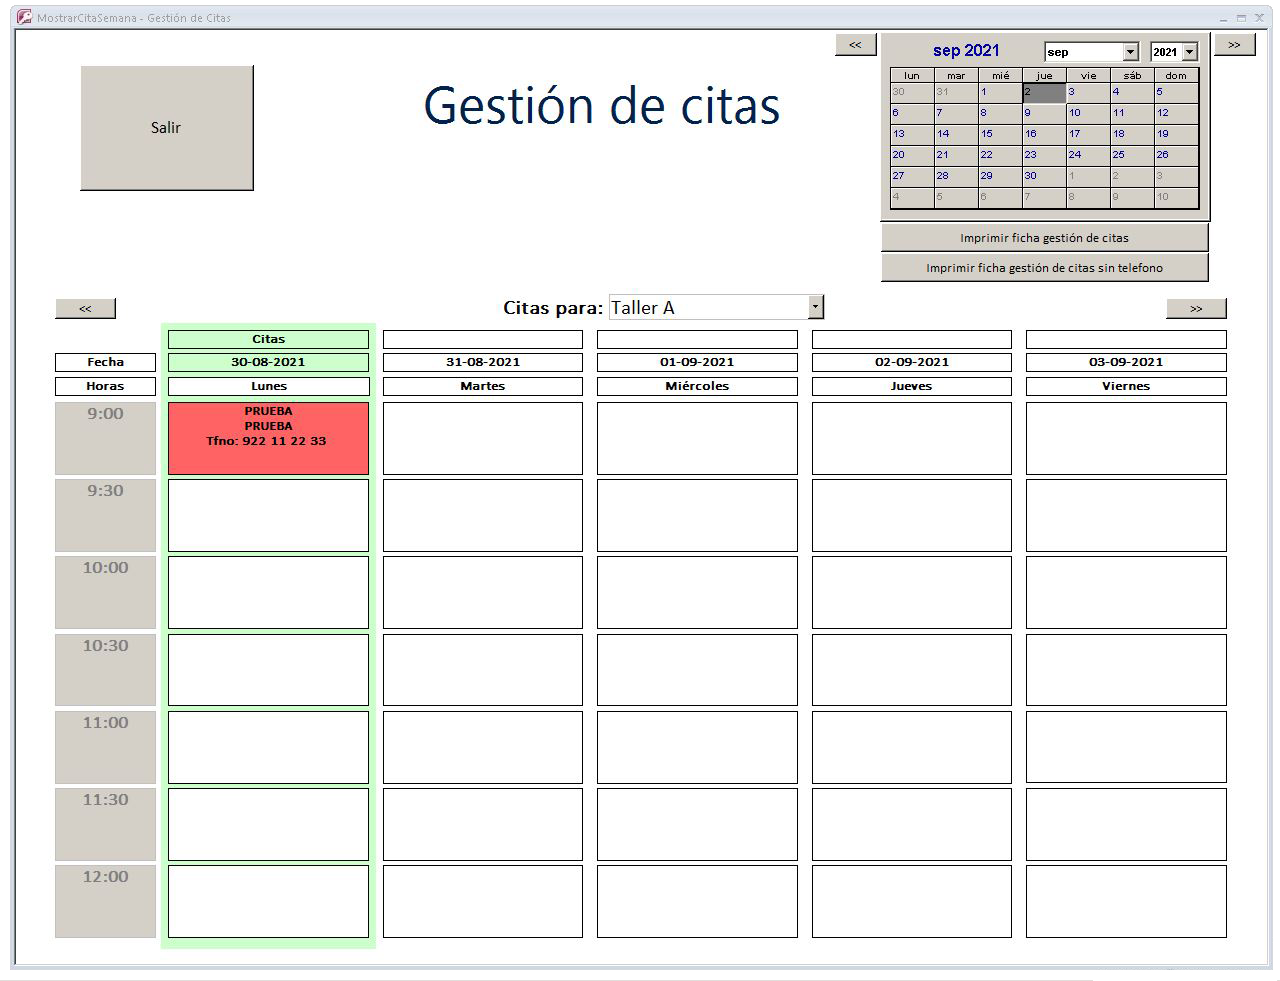 MostrarCitaSemana - Gestión de Citas
Salir
Gestión de citas
<<
sep 2021
sep
2021
>>
lun mar mié jue vie sáb dom
30 31 1 2 3 4 5
6 7 8 9 10 11 12
13 14 15 16 17 18 19
20 21 22 23 24 25 26
27 28 29 30 1 2 3
4 5 6 7 8 9 10
Imprimir ficha gestión de citas
Imprimir ficha gestión de citas sin telefono
<<
Citas para: Taller A
>>
Citas
Fecha 30-08-2021 31-08-2021 01-09-2021 02-09-2021 03-09-2021
Horas Lunes Martes Miércoles Jueves Viernes
9:00
PRUEBA
PRUEBA
Tfno: 922 11 22 33
9:30
10:00
10:30
11:00
11:30
12:00